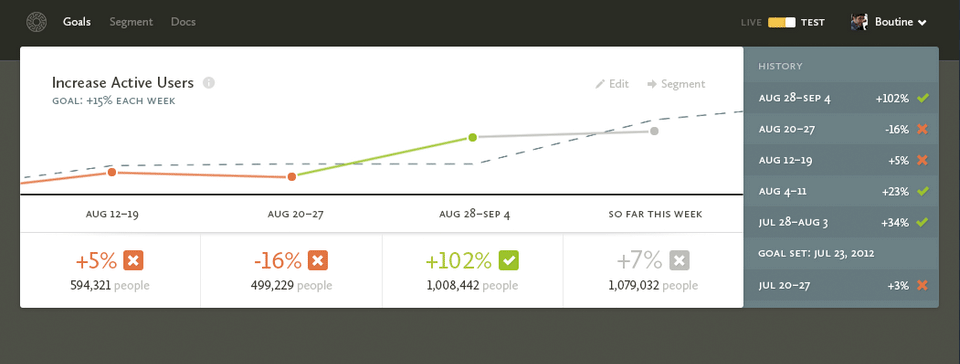 Goals Segment Docs LIVE TEST Boutine
Increase Active Users i
GOAL: +15% EACH WEEK
Edit Segment
AUG 12–19 AUG 20–27 AUG 28–SEP 4 SO FAR THIS WEEK
+5% -16% +102% +7%
594,321 people 499,229 people 1,008,442 people 1,079,032 people
HISTORY
AUG 28–SEP 4 +102%
AUG 20–27 -16%
AUG 12–19 +5%
AUG 4–11 +23%
JUL 28–AUG 3 +34%
GOAL SET: JUL 23, 2012
JUL 20–27 +3%